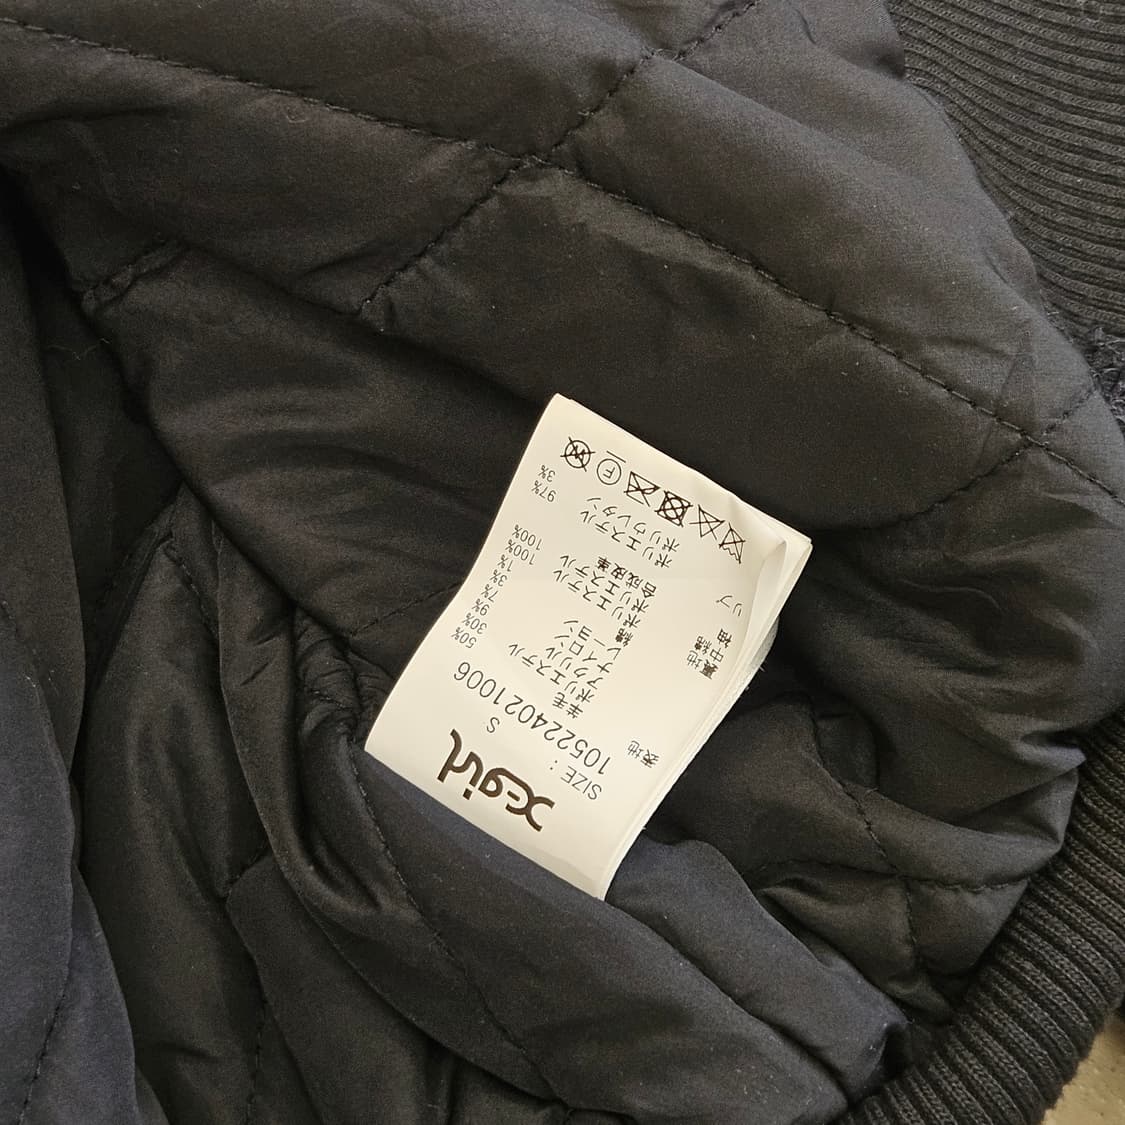 X-girl
SIZE: S
105224021006
表地 羊毛 50%
ポリエステル 30%
アクリル 9%
ナイロン 7%
レーヨン 3%
綿 1%
裏地 ポリエステル 100%
中綿 ポリエステル 100%
袖 合成皮革
リブ ポリエステル 97%
ポリウレタン 3%
F
W